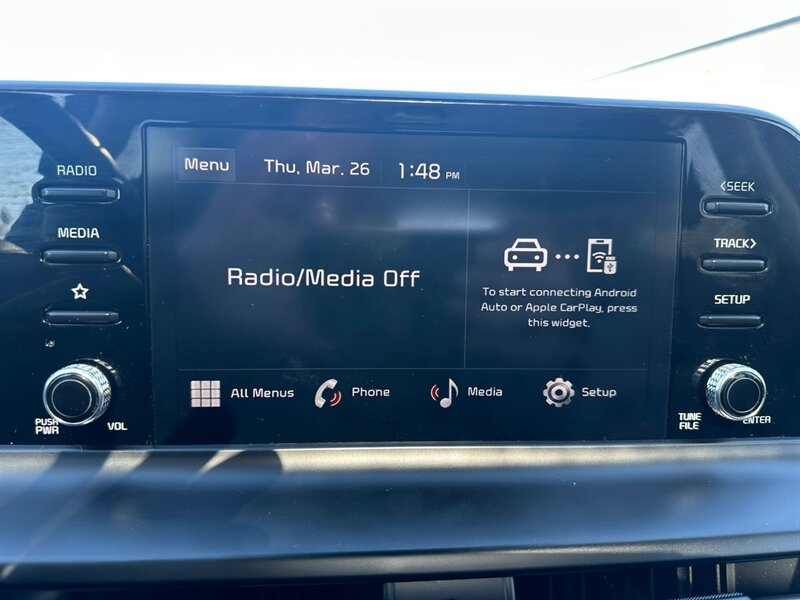 Menu Thu, Mar. 26 1:48 PM
RADIO
MEDIA
Radio/Media Off
To start connecting Android
Auto or Apple CarPlay, press
this widget.
All Menus Phone Media Setup
PUSH
PWR
VOL
<SEEK
TRACK>
SETUP
TUNE
FILE
ENTER